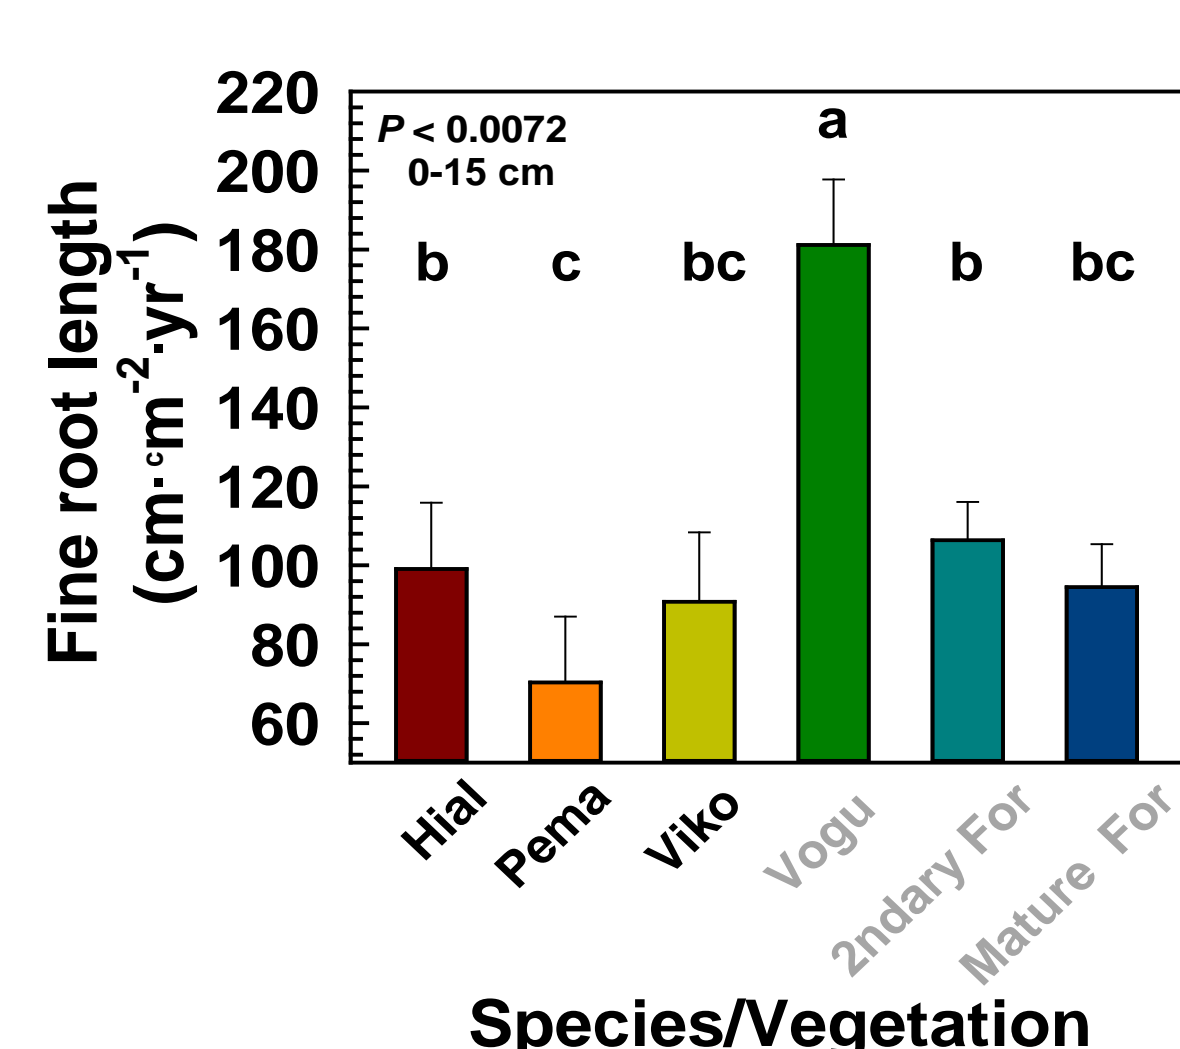 220
200
180
160
140
120
100
80
60
Fine root length
(cm·cm-2·yr-1)
P < 0.0072
0-15 cm
b
c
bc
a
b
bc
Hial
Pema
Viko
Vogu
2ndary For
Mature For
Species/Vegetation